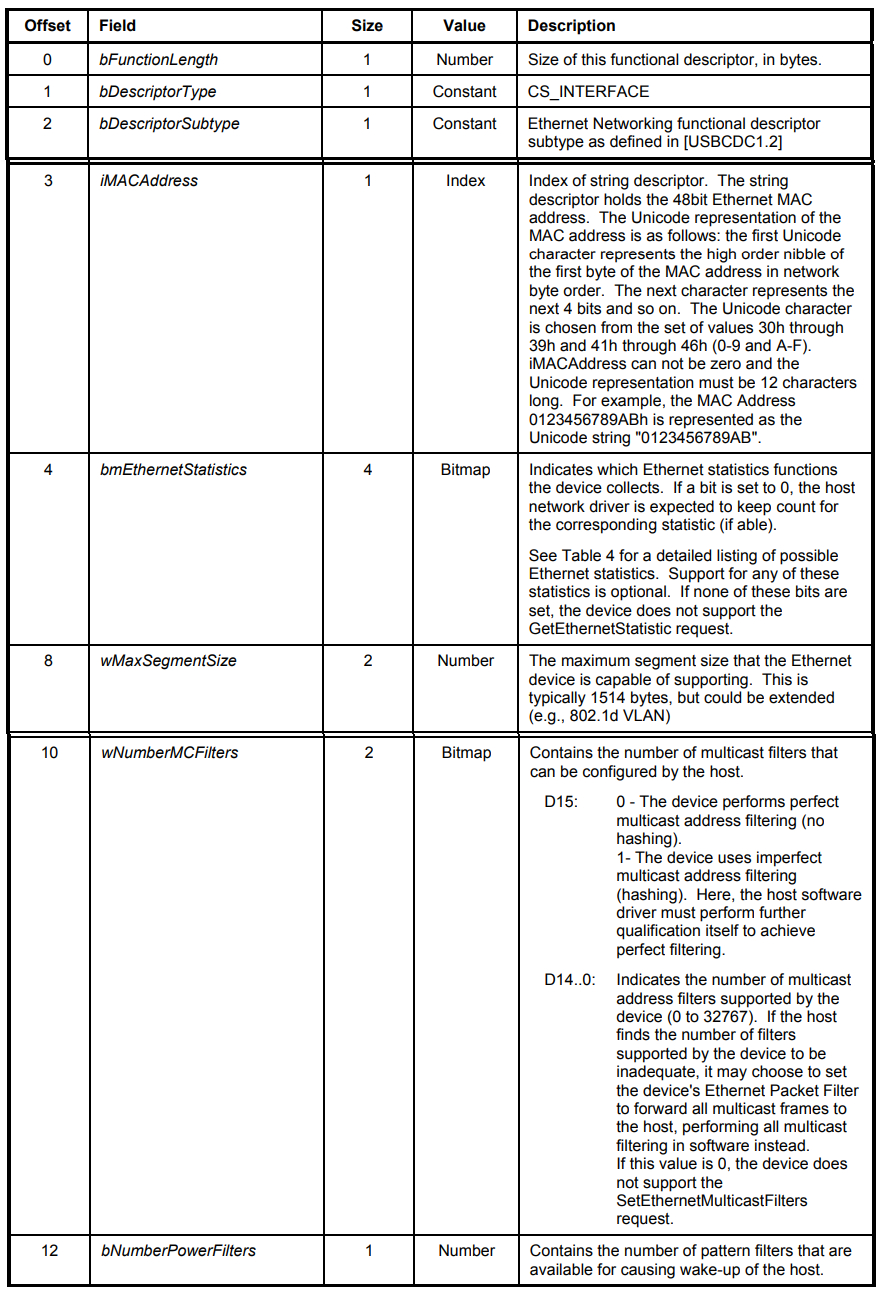 Offset Field Size Value Description
0 bFunctionLength 1 Number Size of this functional descriptor, in bytes.
1 bDescriptorType 1 Constant CS_INTERFACE
2 bDescriptorSubtype 1 Constant Ethernet Networking functional descriptor
subtype as defined in [USBCDC1.2]
3 iMACAddress 1 Index Index of string descriptor. The string
descriptor holds the 48bit Ethernet MAC
address. The Unicode representation of the
MAC address is as follows: the first Unicode
character represents the high order nibble of
the first byte of the MAC address in network
byte order. The next character represents the
next 4 bits and so on. The Unicode character
is chosen from the set of values 30h through
39h and 41h through 46h (0-9 and A-F).
iMACAddress can not be zero and the
Unicode representation must be 12 characters
long. For example, the MAC Address
0123456789ABh is represented as the
Unicode string "0123456789AB".
4 bmEthernetStatistics 4 Bitmap Indicates which Ethernet statistics functions
the device collects. If a bit is set to 0, the host
network driver is expected to keep count for
the corresponding statistic (if able).
See Table 4 for a detailed listing of possible
Ethernet statistics. Support for any of these
statistics is optional. If none of these bits are
set, the device does not support the
GetEthernetStatistic request.
8 wMaxSegmentSize 2 Number The maximum segment size that the Ethernet
device is capable of supporting. This is
typically 1514 bytes, but could be extended
(e.g., 802.1d VLAN)
10 wNumberMCFilters 2 Bitmap Contains the number of multicast filters that
can be configured by the host.
D15: 0 - The device performs perfect
multicast address filtering (no
hashing).
1- The device uses imperfect
multicast address filtering
(hashing). Here, the host software
driver must perform further
qualification itself to achieve
perfect filtering.
D14..0: Indicates the number of multicast
address filters supported by the
device (0 to 32767). If the host
finds the number of filters
supported by the device to be
inadequate, it may choose to set
the device's Ethernet Packet Filter
to forward all multicast frames to
the host, performing all multicast
filtering in software instead.
If this value is 0, the device does
not support the
SetEthernetMulticastFilters
request.
12 bNumberPowerFilters 1 Number Contains the number of pattern filters that are
available for causing wake-up of the host.